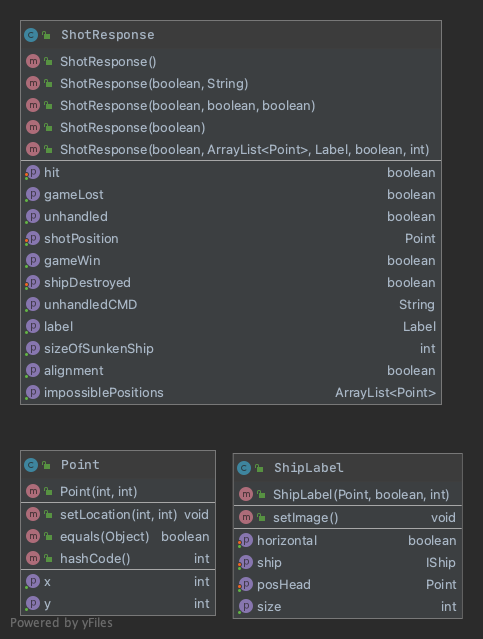 ShotResponse
ShotResponse()
ShotResponse(boolean, String)
ShotResponse(boolean, boolean, boolean)
ShotResponse(boolean)
ShotResponse(boolean, ArrayList<Point>, Label, boolean, int)
hit boolean
gameLost boolean
unhandled boolean
shotPosition Point
gameWin boolean
shipDestroyed boolean
unhandledCMD String
label Label
sizeOfSunkenShip int
alignment boolean
impossiblePositions ArrayList<Point>
Point
Point(int, int)
setLocation(int, int) void
equals(Object) boolean
hashCode() int
x int
y int
ShipLabel
ShipLabel(Point, boolean, int)
setImage() void
horizontal boolean
ship IShip
posHead Point
size int
Powered by yFiles